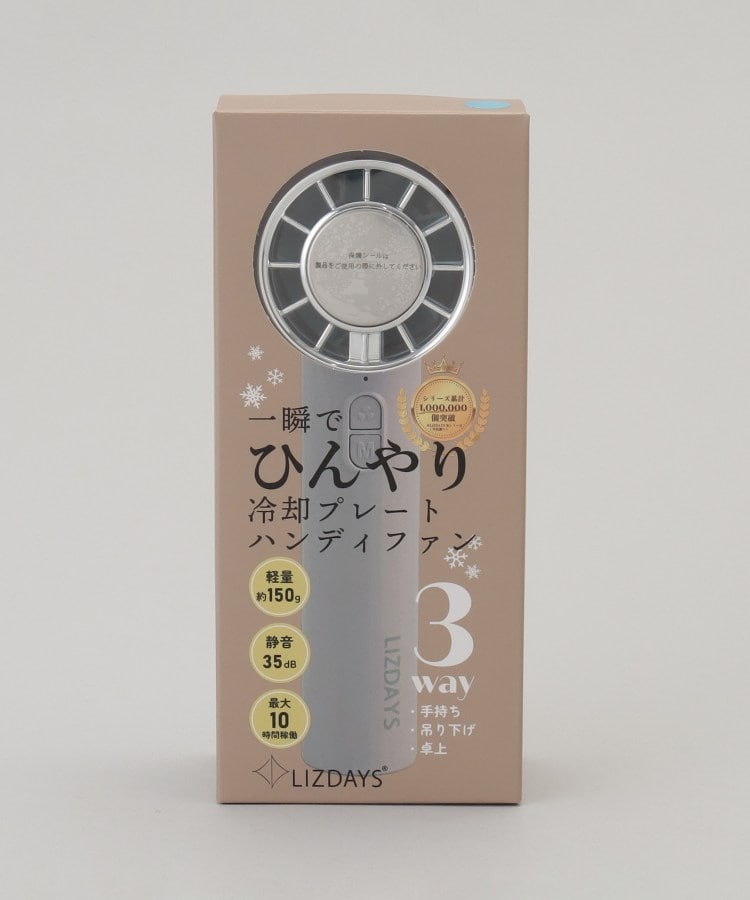 保護シールは
製品をご使用の際に外してください
シリーズ累計
1,000,000
個突破
M
一瞬で
ひんやり
冷却プレート
ハンディファン
軽量
約150g
静音
35dB
最大
10
時間稼働
3
way
・手持ち
・吊り下げ
・卓上
LIZDAYS
LIZDAYS®